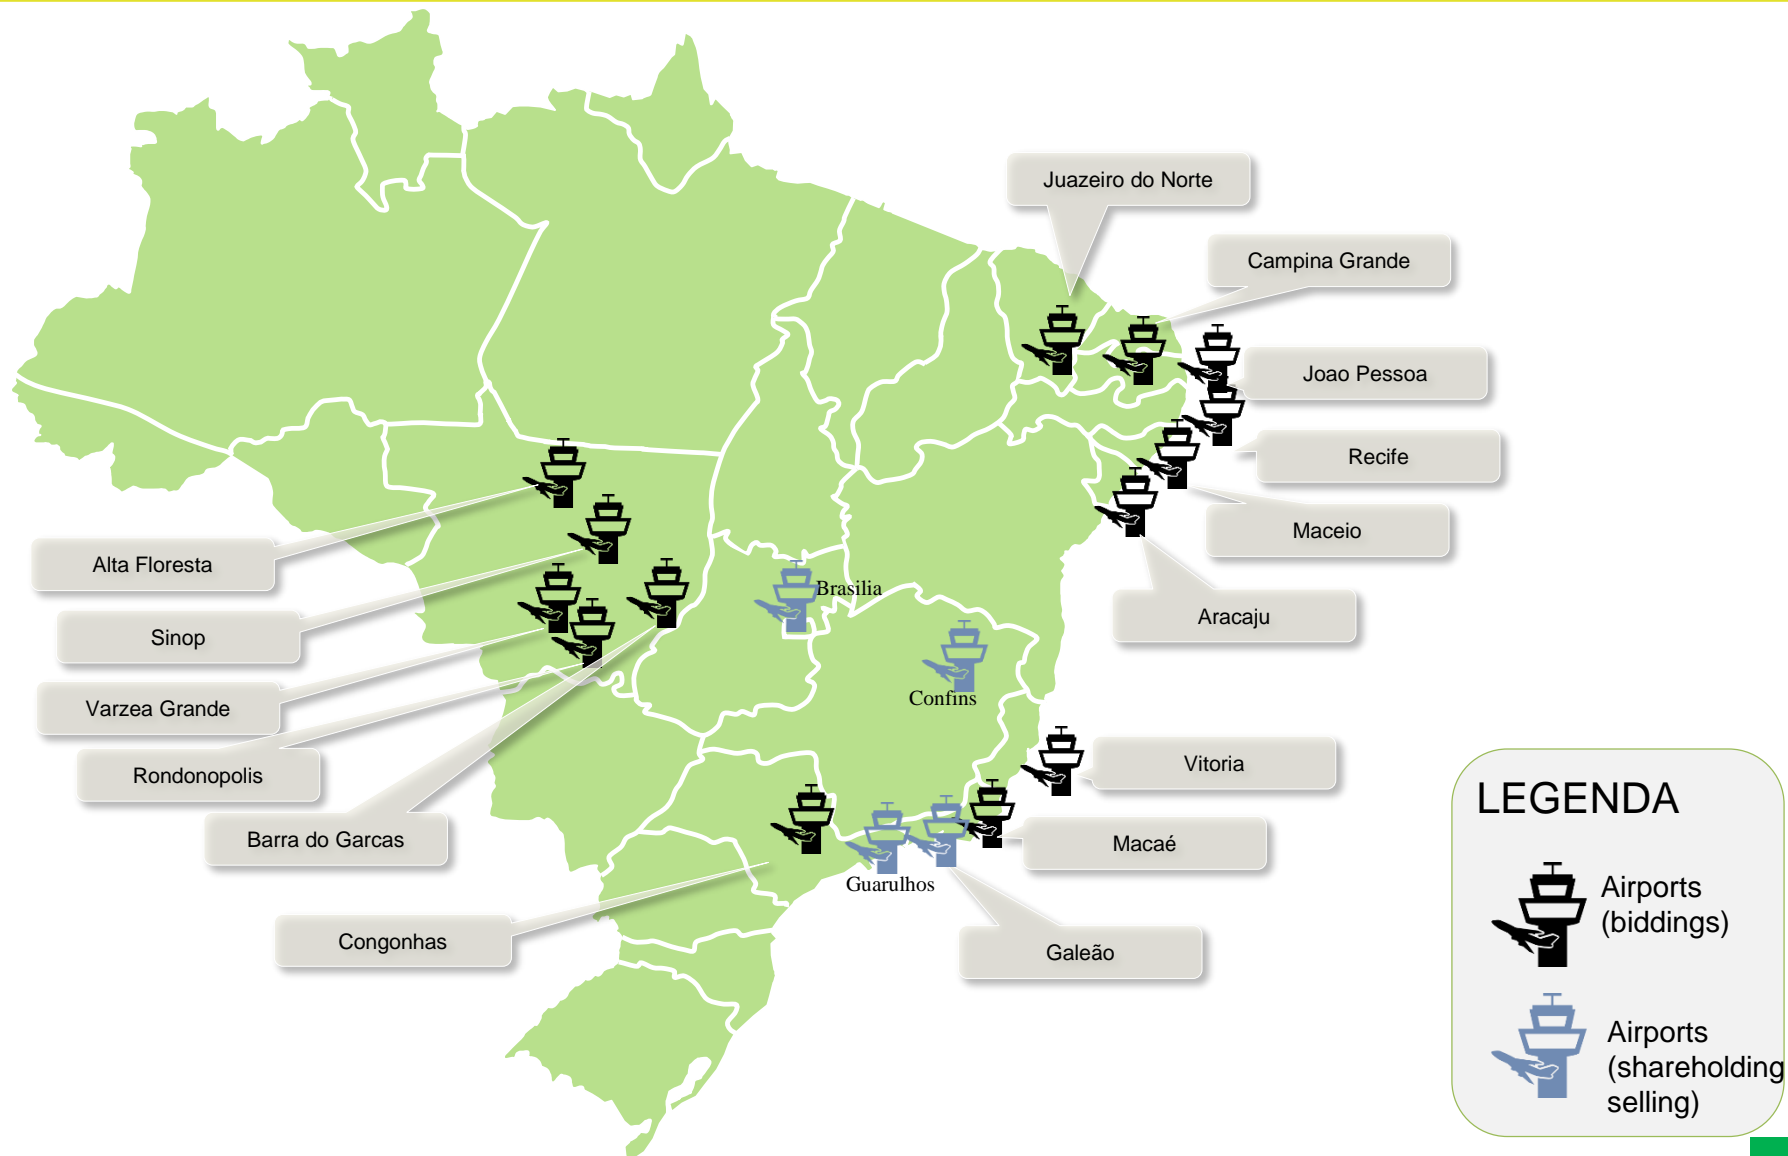 Juazeiro do Norte
Campina Grande
Joao Pessoa
Recife
Maceio
Alta Floresta
Brasilia
Aracaju
Sinop
Confins
Varzea Grande
Vitoria
Rondonopolis
LEGENDA
Barra do Garcas
Macaé
Guarulhos
Airports
(biddings)
Congonhas
Galeão
Airports
(shareholding
selling)